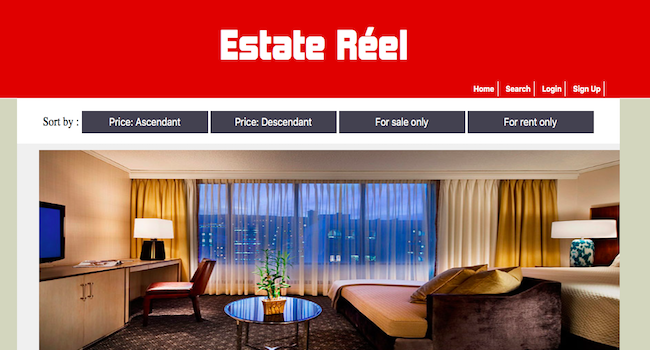 Estate Réel
Home Search Login Sign Up
Sort by : Price: Ascendant Price: Descendant For sale only For rent only